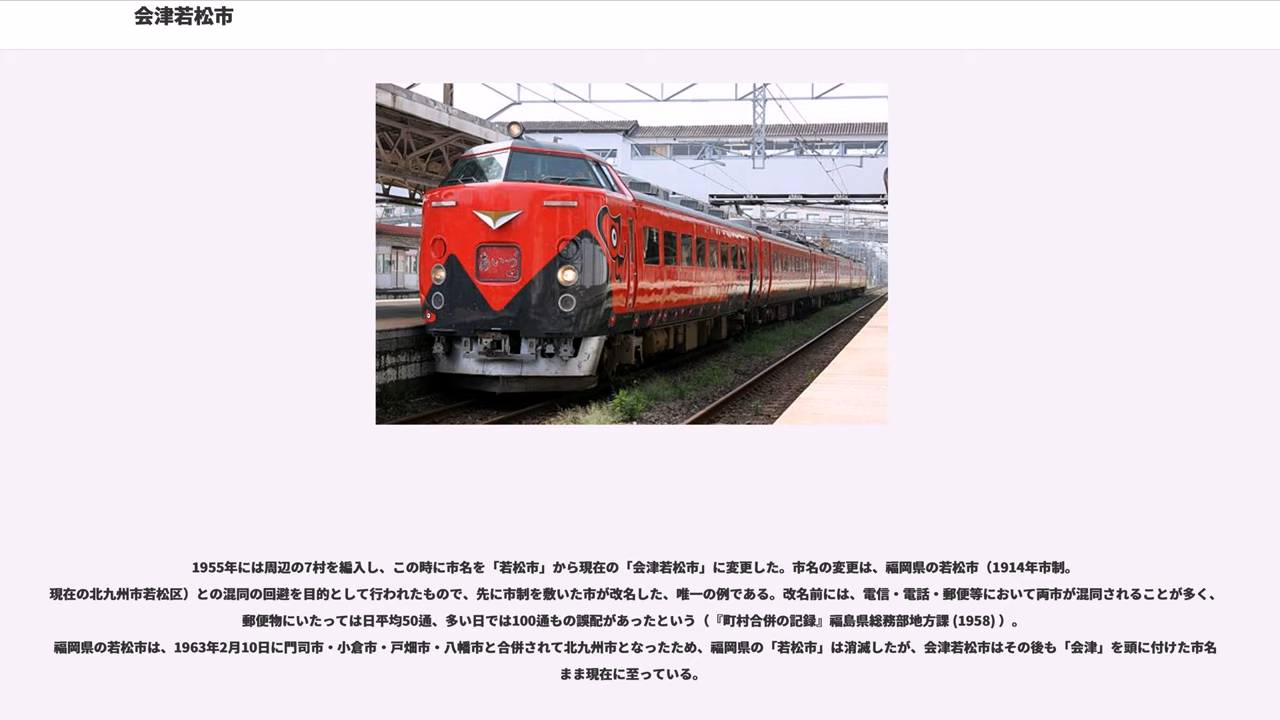 会津若松市
あいづ
1955年には周辺の7村を編入し、この時に市名を「若松市」から現在の「会津若松市」に変更した。市名の変更は、福岡県の若松市（1914年市制。
現在の北九州市若松区）との混同の回避を目的として行われたもので、先に市制を敷いた市が改名した、唯一の例である。改名前には、電信・電話・郵便等において両市が混同されることが多く、
郵便物にいたっては日平均50通、多い日では100通もの誤配があったという（『町村合併の記録』福島県総務部地方課 (1958) ）。
福岡県の若松市は、1963年2月10日に門司市・小倉市・戸畑市・八幡市と合併されて北九州市となったため、福岡県の「若松市」は消滅したが、会津若松市はその後も「会津」を頭に付けた市名
まま現在に至っている。